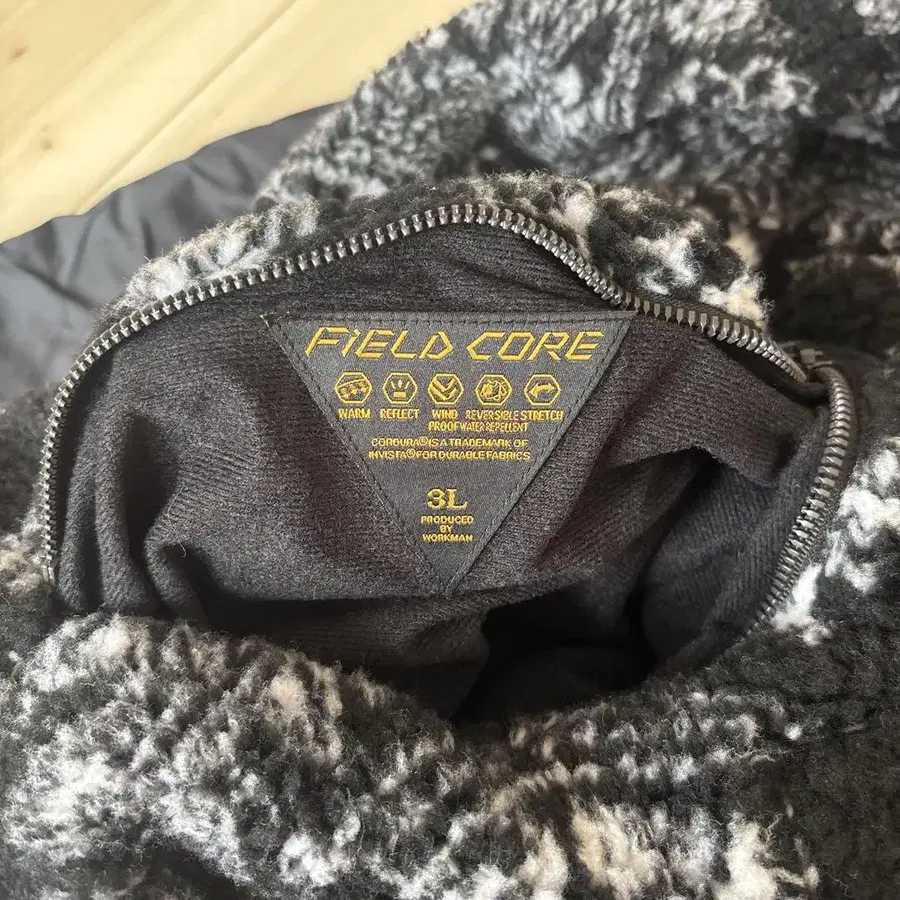 FiELD CORE
WARM REFLECT WIND REVERSIBLE STRETCH
PROOF WATER REPELLENT
CORDURA® IS A TRADEMARK OF
INVISTA® FOR DURABLE FABRICS
3L
PRODUCED
BY
WORKMAN